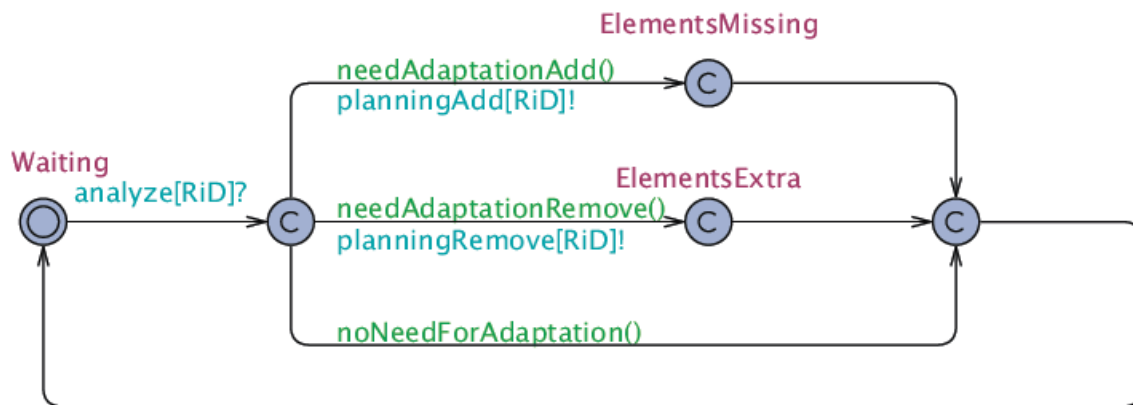 ElementsMissing
needAdaptationAdd()
C
planningAdd[RiD]!
Waiting
analyze[RiD]?
ElementsExtra
C
needAdaptationRemove()
C
C
planningRemove[RiD]!
noNeedForAdaptation()